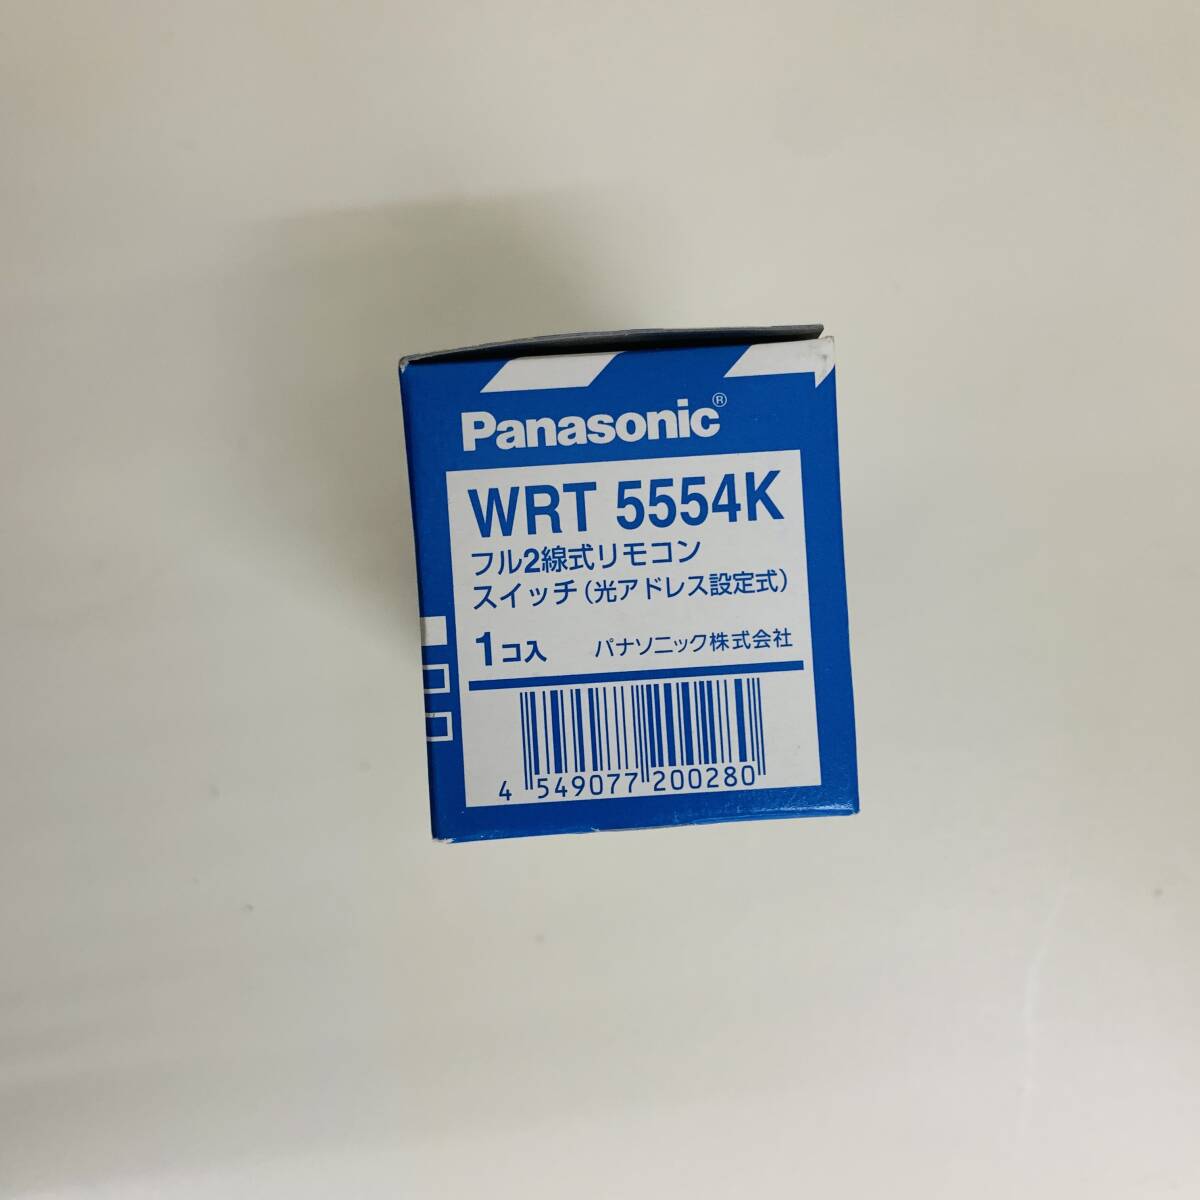 Panasonic®
WRT 5554K
フル2線式リモコン
スイッチ(光アドレス設定式)
1コ入 パナソニック株式会社
4 549077 200280